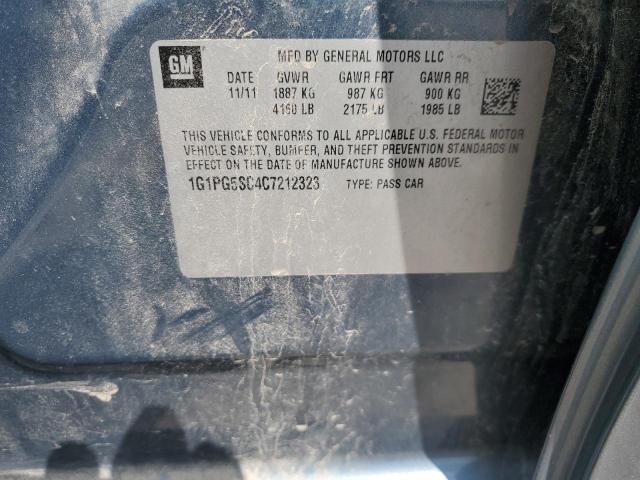 GM
MFD BY GENERAL MOTORS LLC
DATE GVWR GAWR FRT GAWR RR
11/11 1887 KG 987 KG 900 KG
4160 LB 2175 LB 1985 LB
THIS VEHICLE CONFORMS TO ALL APPLICABLE U.S. FEDERAL MOTOR
VEHICLE SAFETY, BUMPER, AND THEFT PREVENTION STANDARDS IN
EFFECT ON THE DATE OF MANUFACTURE SHOWN ABOVE.
1G1PG5SC4C7212323 TYPE: PASS CAR